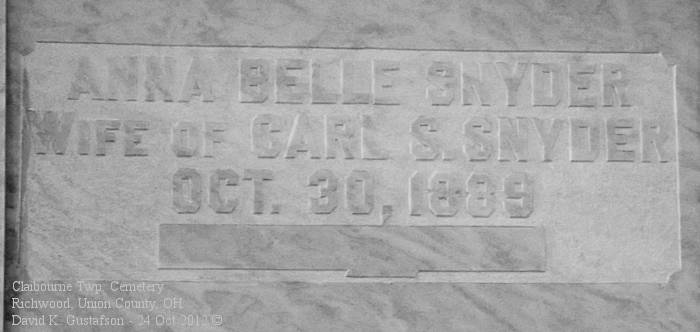 ANNA BELLE SNYDER
WIFE OF CARL S. SNYDER
OCT. 30, 1889
Claibourne Twp. Cemetery
Richwood, Union County, OH
David K. Gustafson - 24 Oct 2012 ©